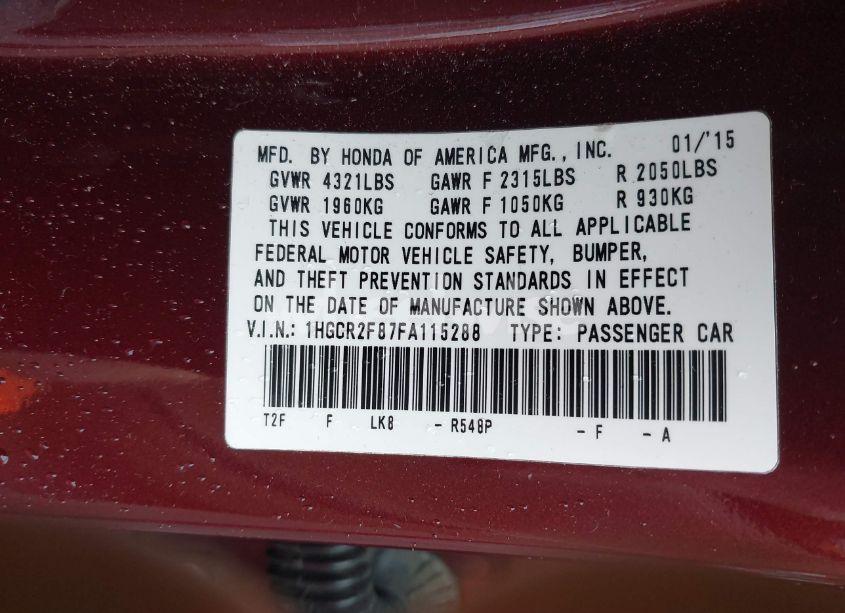 MFD. BY HONDA OF AMERICA MFG., INC. 01/'15
GVWR 4321LBS GAWR F 2315LBS R 2050LBS
GVWR 1960KG GAWR F 1050KG R 930KG
THIS VEHICLE CONFORMS TO ALL APPLICABLE
FEDERAL MOTOR VEHICLE SAFETY, BUMPER,
AND THEFT PREVENTION STANDARDS IN EFFECT
ON THE DATE OF MANUFACTURE SHOWN ABOVE.
V.I.N.: 1HGCR2F87FA115288 TYPE: PASSENGER CAR
T2F F LK8 - R548P - F - A